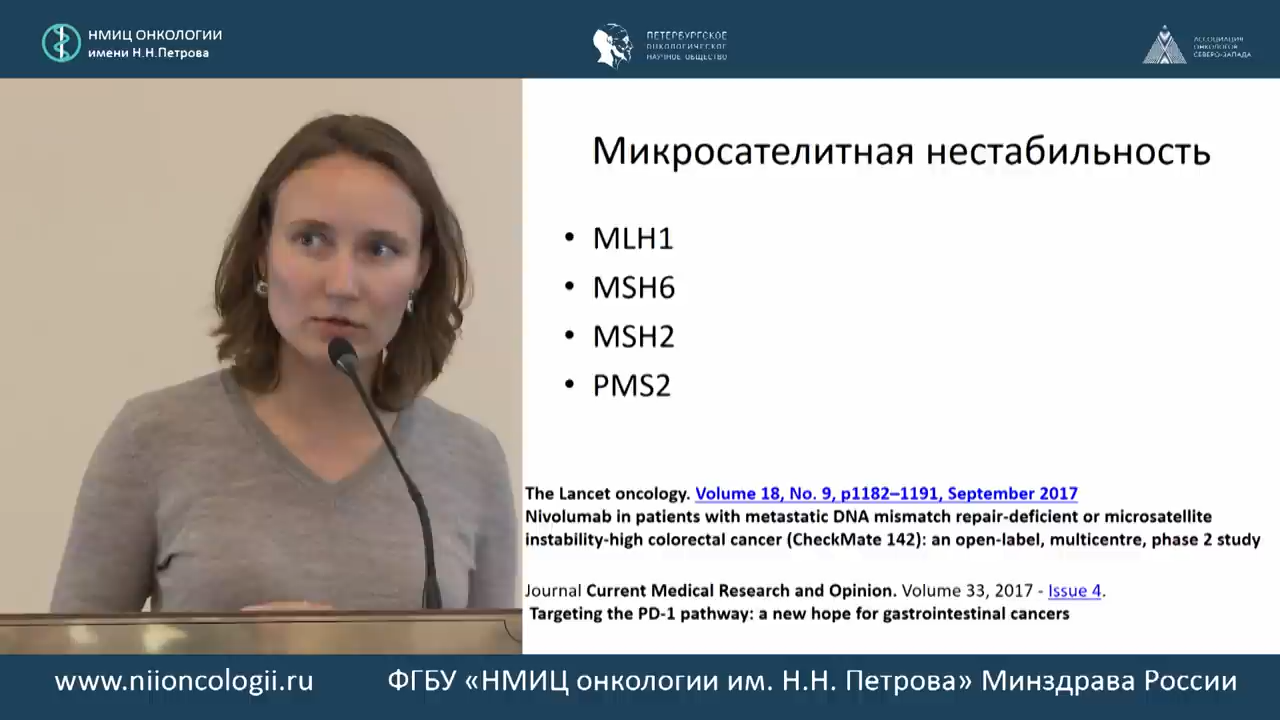 НМИЦ ОНКОЛОГИИ
имени Н.Н.Петрова
ПЕТЕРБУРГСКОЕ
ОНКОЛОГИЧЕСКОЕ
НАУЧНОЕ ОБЩЕСТВО
АССОЦИАЦИЯ
ОНКОЛОГОВ
СЕВЕРО-ЗАПАДА
Микросателитная нестабильность
• MLH1
• MSH6
• MSH2
• PMS2
The Lancet oncology. Volume 18, No. 9, p1182–1191, September 2017
Nivolumab in patients with metastatic DNA mismatch repair-deficient or microsatellite
instability-high colorectal cancer (CheckMate 142): an open-label, multicentre, phase 2 study
Journal Current Medical Research and Opinion. Volume 33, 2017 - Issue 4.
Targeting the PD-1 pathway: a new hope for gastrointestinal cancers
www.niioncologii.ru
ФГБУ «НМИЦ онкологии им. Н.Н. Петрова» Минздрава России